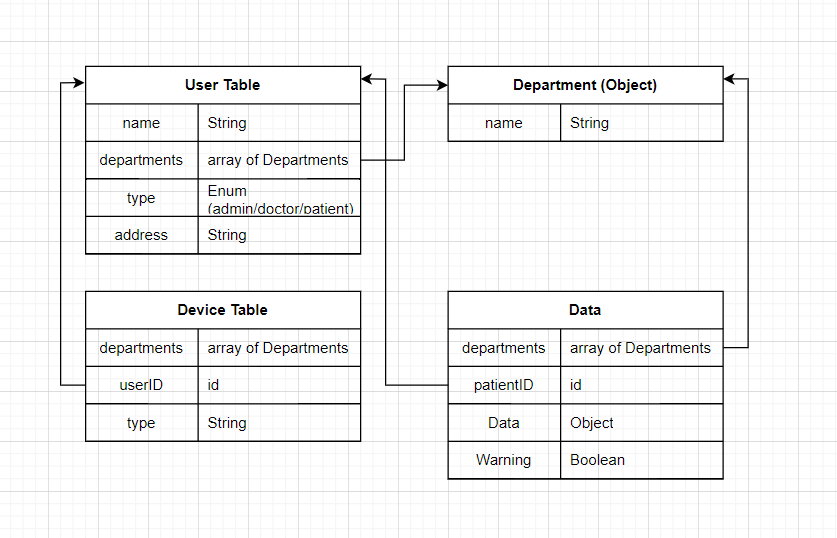 User Table
name String
departments array of Departments
type Enum
(admin/doctor/patient)
address String
Department (Object)
name String
Device Table
departments array of Departments
userID id
type String
Data
departments array of Departments
patientID id
Data Object
Warning Boolean